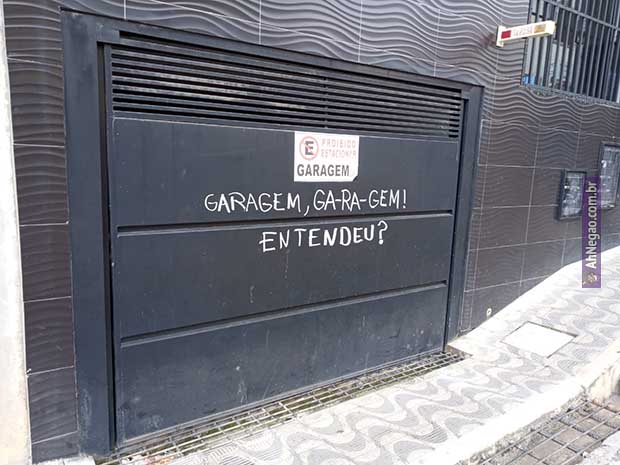 PROIBIDO
ESTACIONAR
GARAGEM
GARAGEM, GA-RA-GEM!
ENTENDEU?
AhNegao.com.br